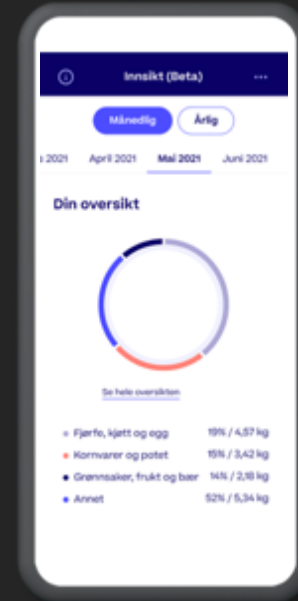 Innsikt (Beta)
Månedlig
Årlig
2021 April 2021 Mai 2021 Juni 2021
Din oversikt
Se hele oversikten
Fjørfe, kjøtt og egg 19% / 4,57 kg
Kornvarer og potet 15% / 3,42 kg
Grønnsaker, frukt og bær 14% / 2,18 kg
Annet 52% / 5,34 kg